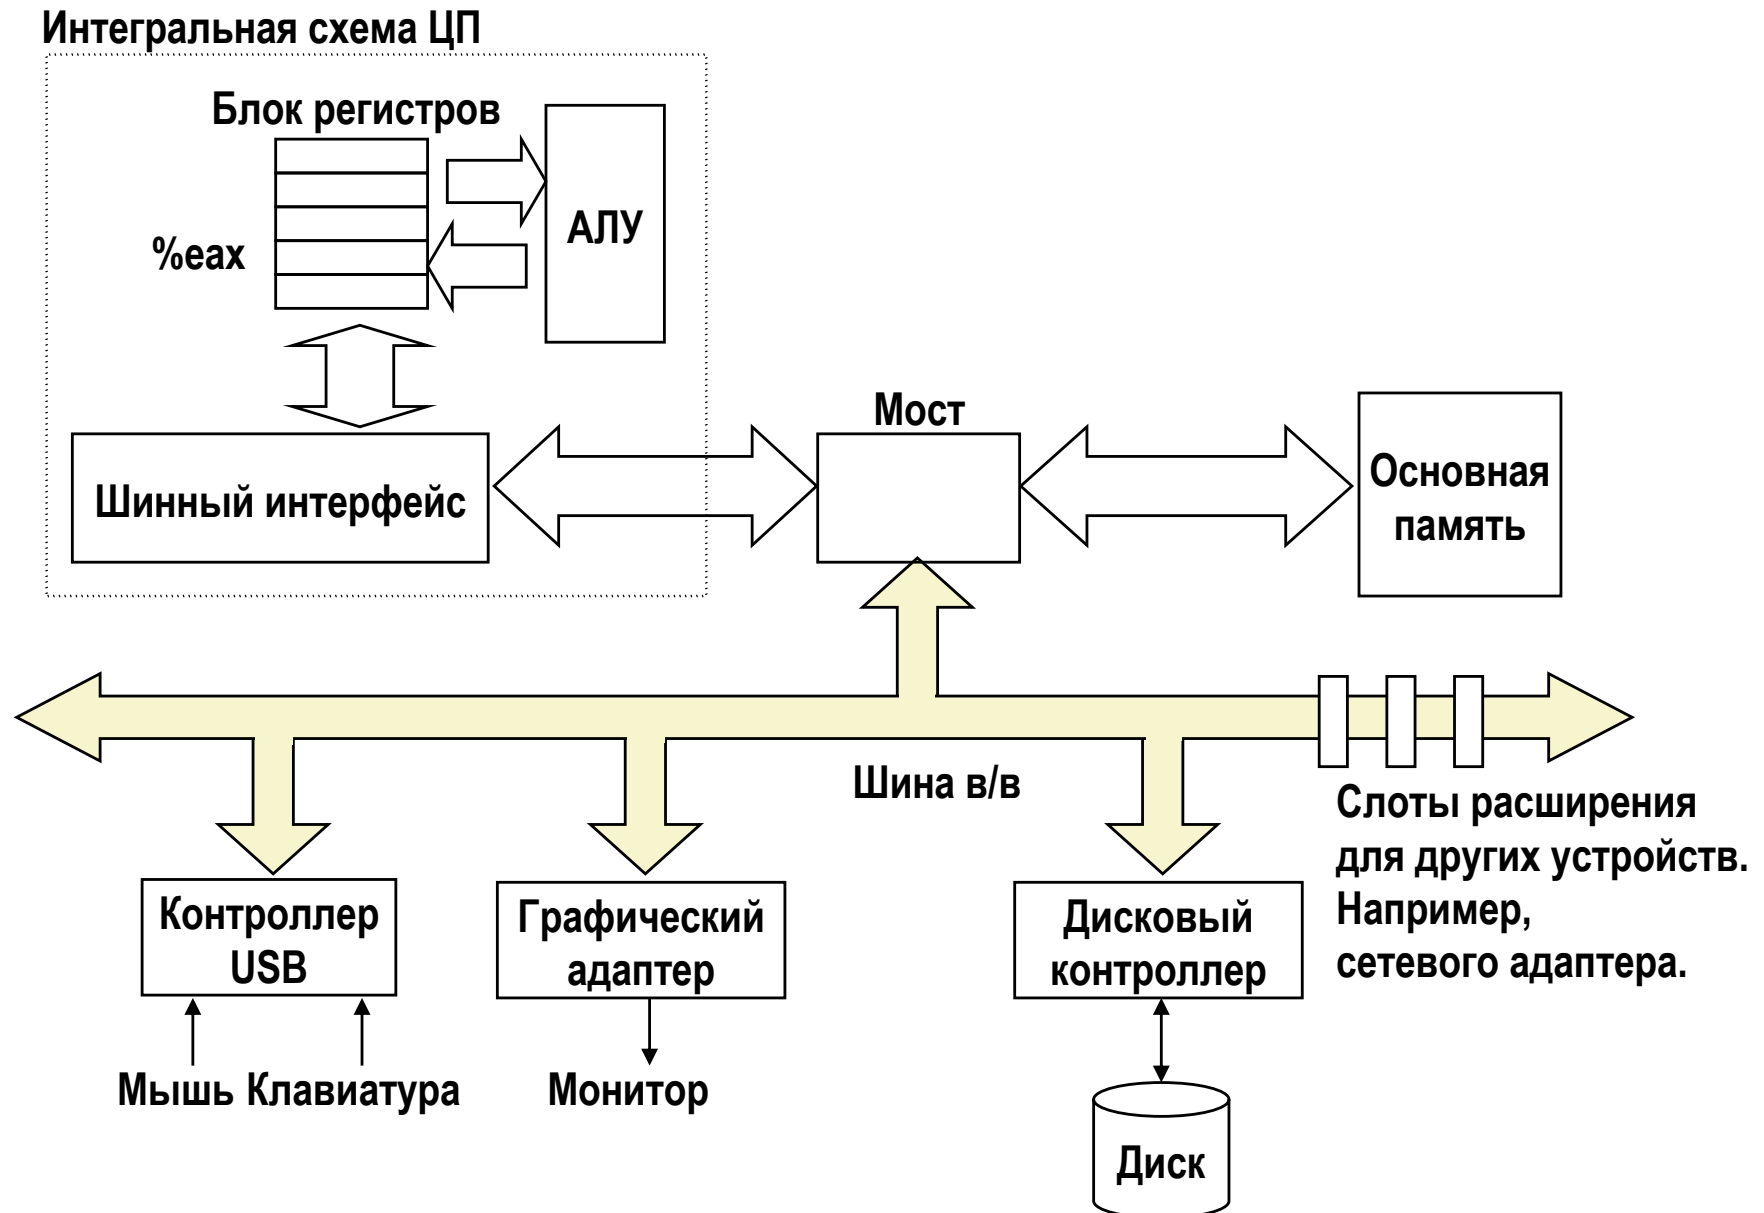 Интегральная схема ЦП
Блок регистров
%eax
АЛУ
Шинный интерфейс
Мост
Основная
память
Шина в/в
Слоты расширения
для других устройств.
Например,
сетевого адаптера.
Контроллер
USB
Графический
адаптер
Дисковый
контроллер
Мышь Клавиатура
Монитор
Диск